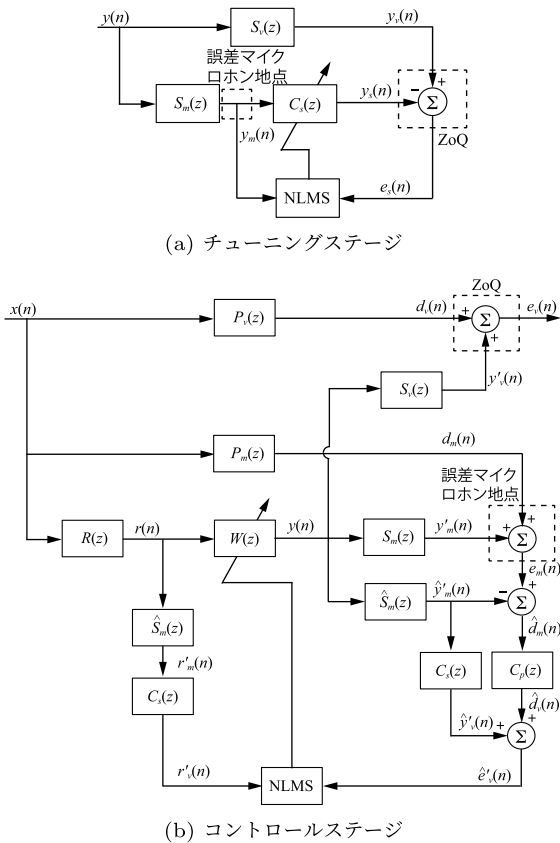 y(n)
S_v(z)
y_v(n)
誤差マイク
ロホン地点
+
S_m(z)
C_s(z)
y_s(n)
−
Σ
y_m(n)
ZoQ
NLMS
e_s(n)
(a) チューニングステージ
x(n)
ZoQ
P_v(z)
d_v(n)
+
Σ
e_v(n)
+
S_v(z)
y'_v(n)
P_m(z)
d_m(n)
誤差マイク
ロホン地点
R(z)
r(n)
W(z)
y(n)
S_m(z)
y'_m(n)
+
+
Σ
e_m(n)
Ŝ_m(z)
ŷ'_m(n)
−
+
Σ
Ŝ_m(z)
d̂_m(n)
r'_m(n)
C_s(z)
C_s(z)
C_p(z)
d̂_v(n)
ŷ'_v(n)
+
+
Σ
r'_v(n)
NLMS
ê'_v(n)
(b) コントロールステージ